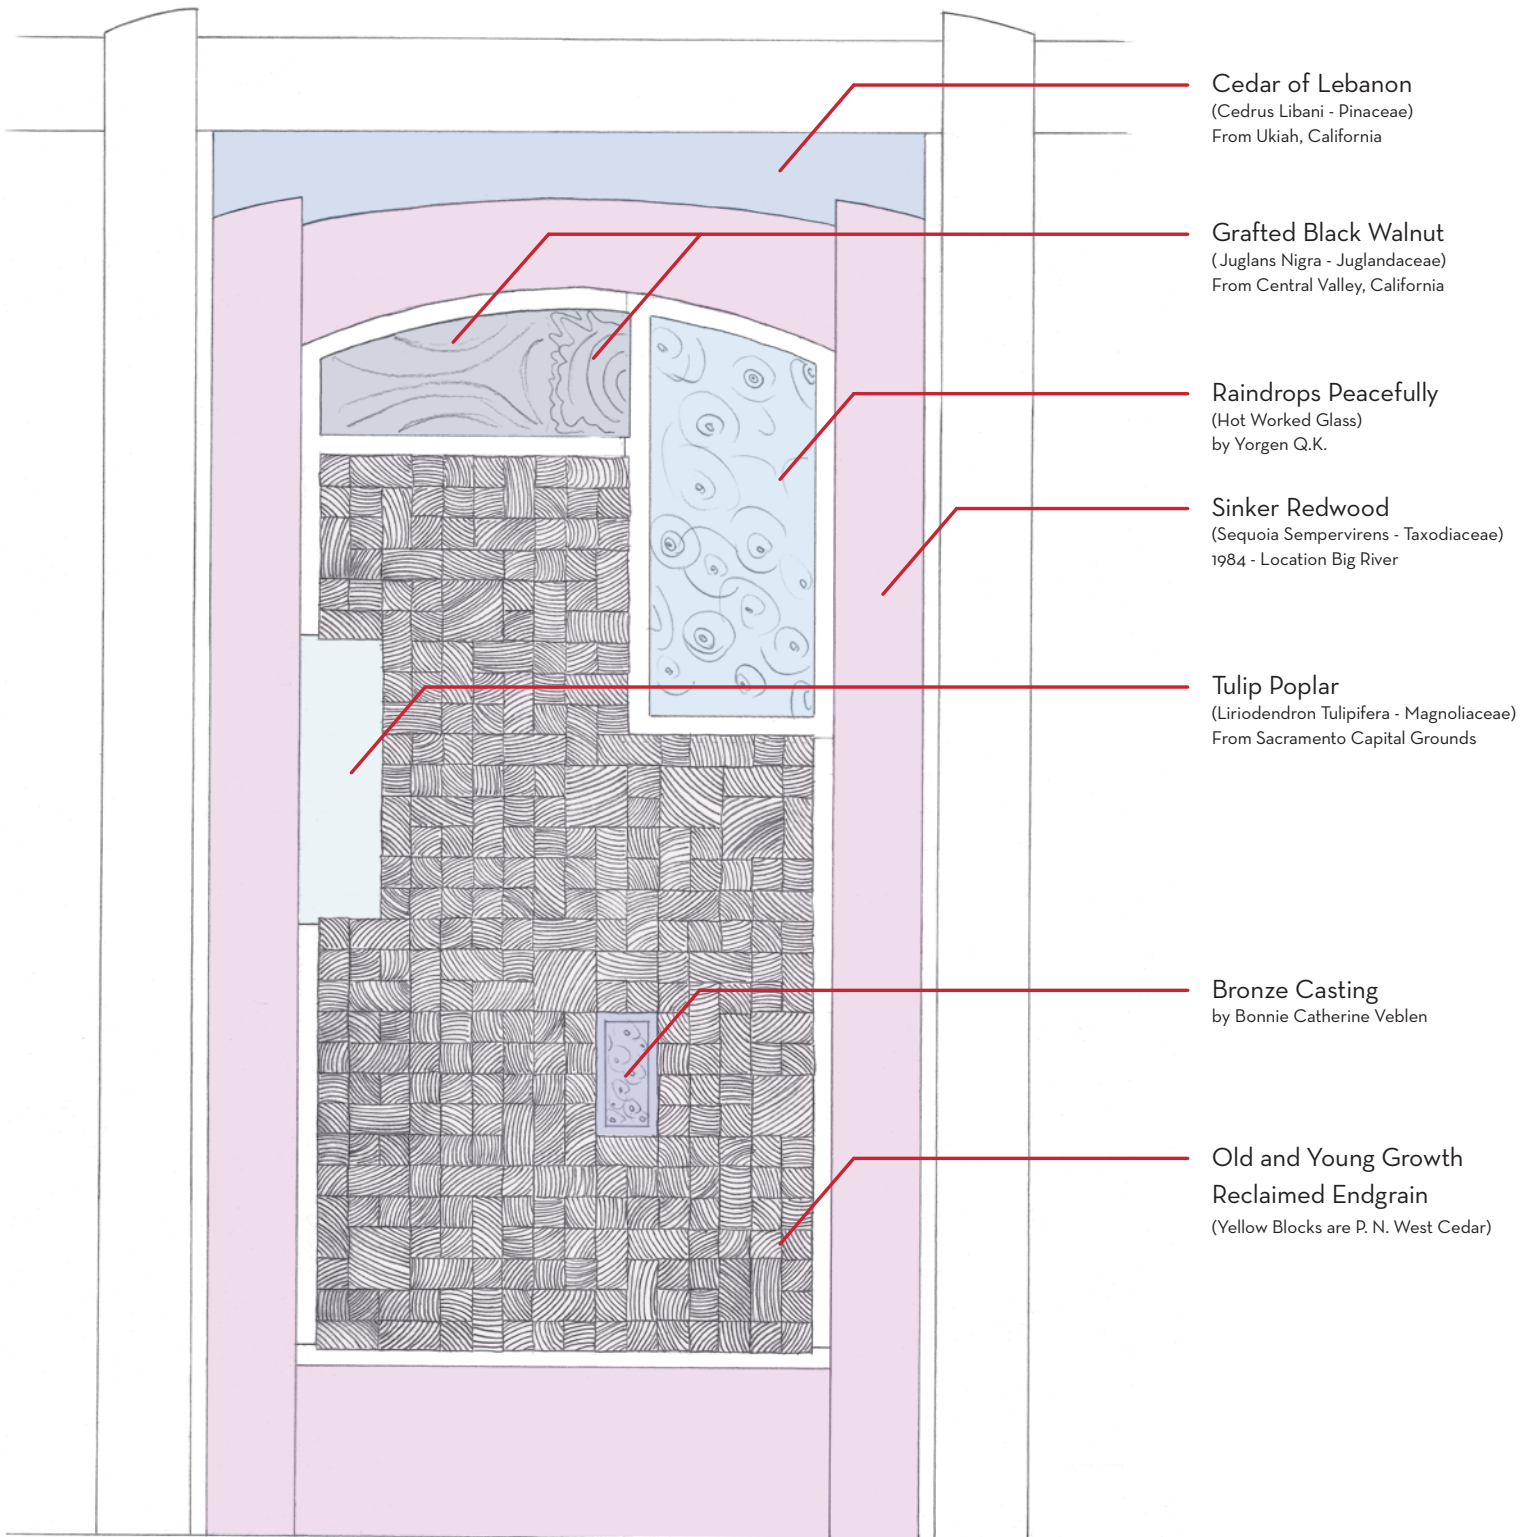 Cedar of Lebanon
(Cedrus Libani - Pinaceae)
From Ukiah, California
Grafted Black Walnut
(Juglans Nigra - Juglandaceae)
From Central Valley, California
Raindrops Peacefully
(Hot Worked Glass)
by Yorgen Q.K.
Sinker Redwood
(Sequoia Sempervirens - Taxodiaceae)
1984 - Location Big River
Tulip Poplar
(Liriodendron Tulipifera - Magnoliaceae)
From Sacramento Capital Grounds
Bronze Casting
by Bonnie Catherine Veblen
Old and Young Growth
Reclaimed Endgrain
(Yellow Blocks are P. N. West Cedar)